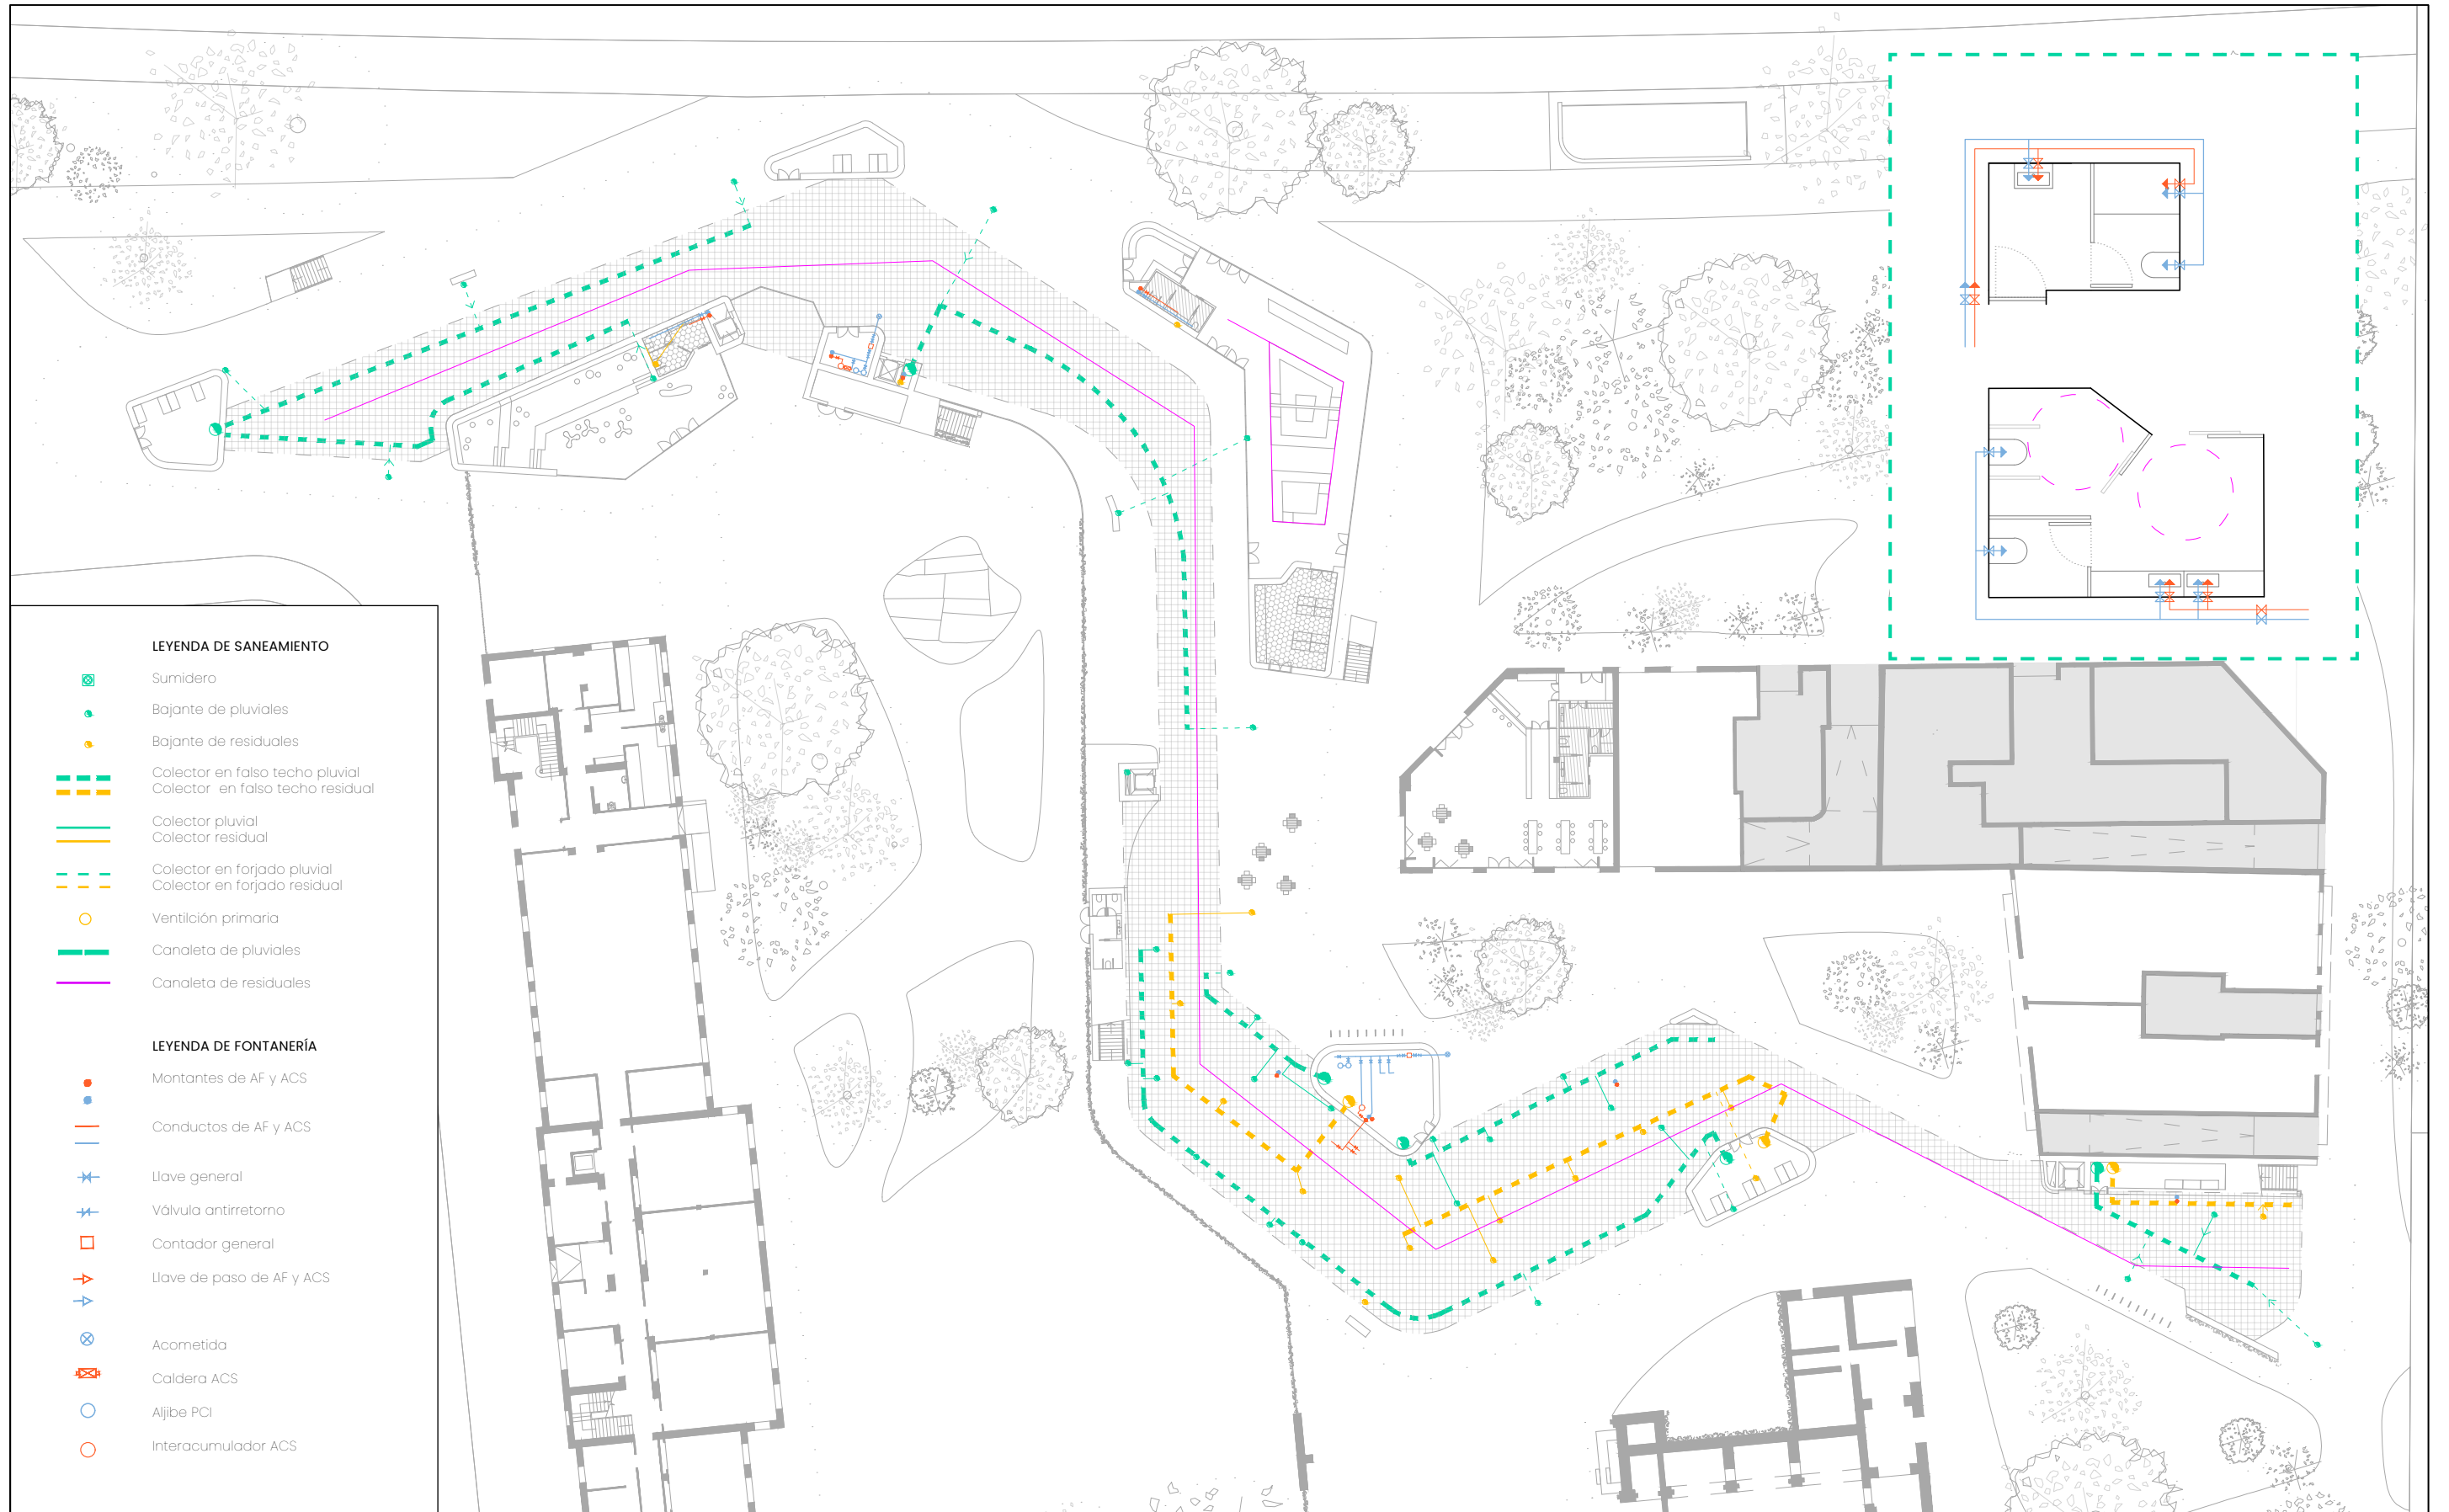 LEYENDA DE SANEAMIENTO
Sumidero
Bajante de pluviales
Bajante de residuales
Colector en falso techo pluvial
Colector en falso techo residual
Colector pluvial
Colector residual
Colector en forjado pluvial
Colector en forjado residual
Ventilción primaria
Canaleta de pluviales
Canaleta de residuales
LEYENDA DE FONTANERÍA
Montantes de AF y ACS
Conductos de AF y ACS
Llave general
Válvula antirretorno
Contador general
Llave de paso de AF y ACS
Acometida
Caldera ACS
Aljibe PCI
Interacumulador ACS